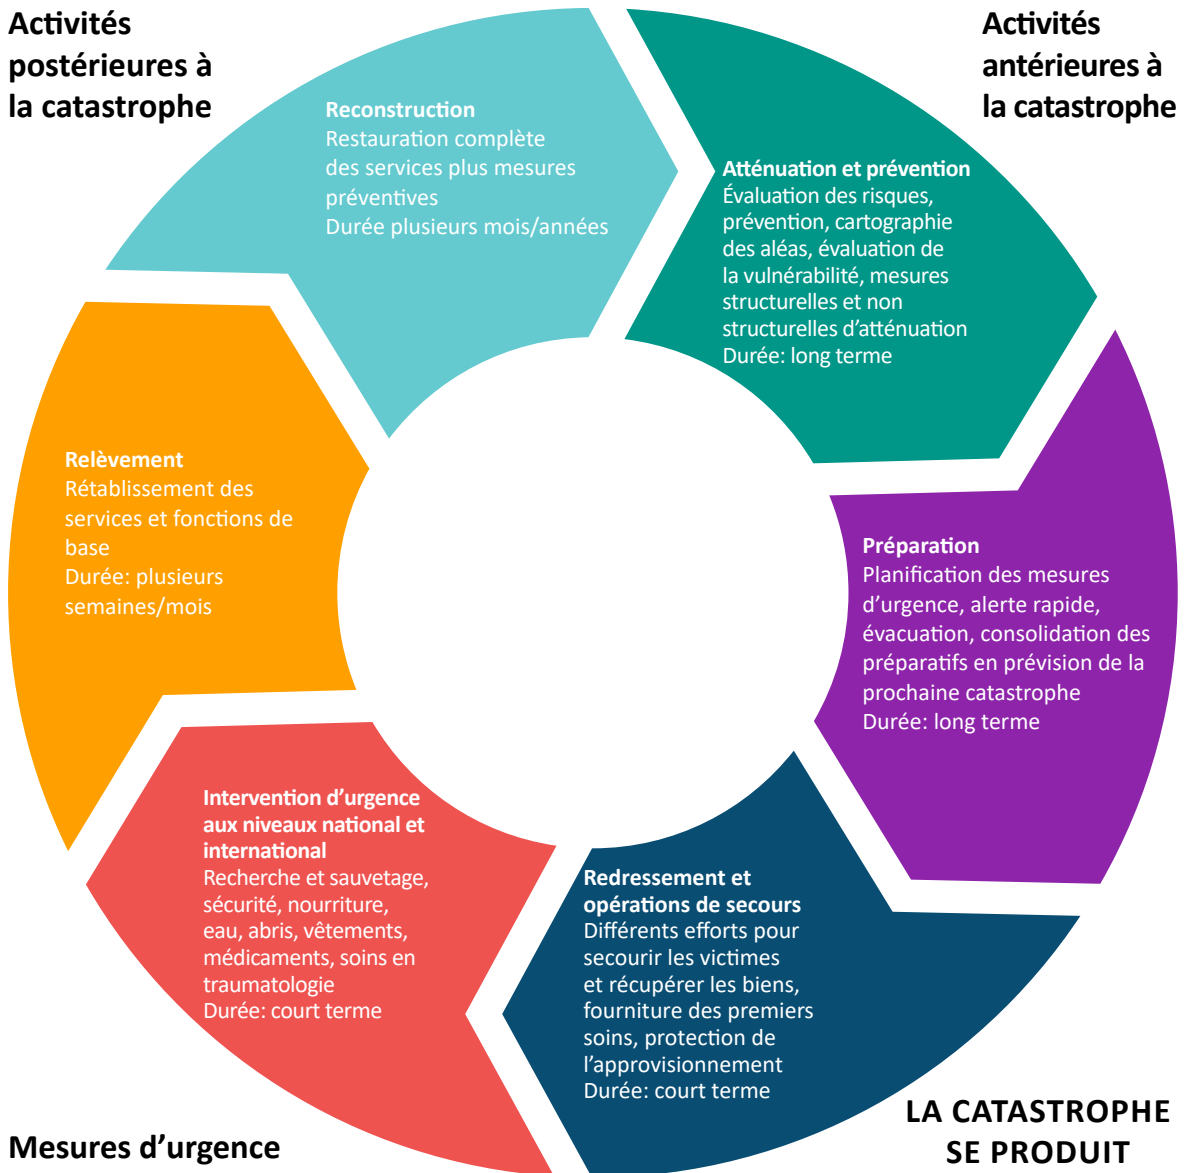 Activités
postérieures à
la catastrophe
Activités
antérieures à
la catastrophe
Reconstruction
Restauration complète
des services plus mesures
préventives
Durée plusieurs mois/années
Atténuation et prévention
Évaluation des risques,
prévention, cartographie
des aléas, évaluation de
la vulnérabilité, mesures
structurelles et non
structurelles d’atténuation
Durée: long terme
Relèvement
Rétablissement des
services et fonctions de
base
Durée: plusieurs
semaines/mois
Préparation
Planification des mesures
d’urgence, alerte rapide,
évacuation, consolidation des
préparatifs en prévision de la
prochaine catastrophe
Durée: long terme
Intervention d’urgence
aux niveaux national et
international
Recherche et sauvetage,
sécurité, nourriture,
eau, abris, vêtements,
médicaments, soins en
traumatologie
Durée: court terme
Redressement et
opérations de secours
Différents efforts pour
secourir les victimes
et récupérer les biens,
fourniture des premiers
soins, protection de
l’approvisionnement
Durée: court terme
Mesures d’urgence
LA CATASTROPHE
SE PRODUIT